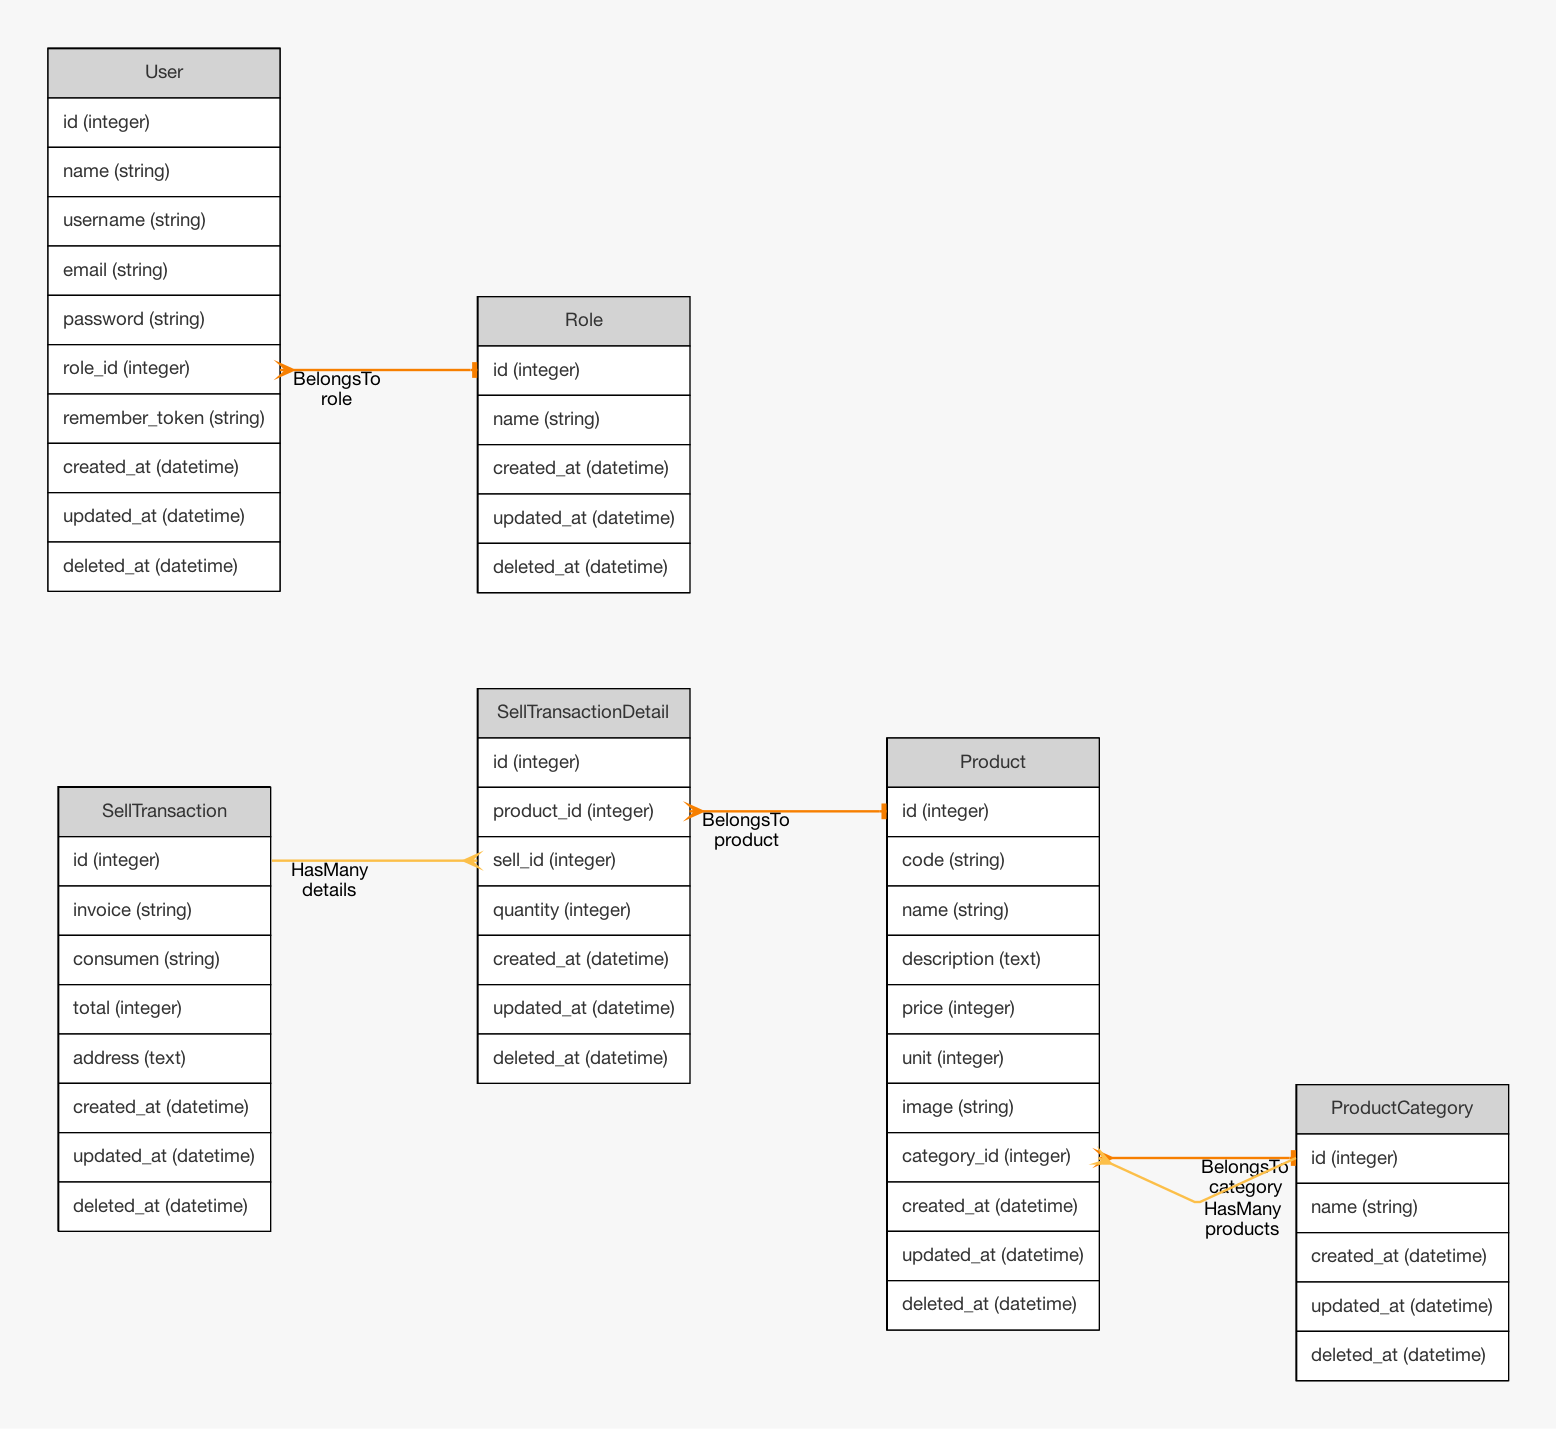 User
id (integer)
name (string)
username (string)
email (string)
password (string)
role_id (integer)
remember_token (string)
created_at (datetime)
updated_at (datetime)
deleted_at (datetime)
BelongsTo
role
Role
id (integer)
name (string)
created_at (datetime)
updated_at (datetime)
deleted_at (datetime)
SellTransaction
id (integer)
invoice (string)
consumen (string)
total (integer)
address (text)
created_at (datetime)
updated_at (datetime)
deleted_at (datetime)
HasMany
details
SellTransactionDetail
id (integer)
product_id (integer)
sell_id (integer)
quantity (integer)
created_at (datetime)
updated_at (datetime)
deleted_at (datetime)
BelongsTo
product
Product
id (integer)
code (string)
name (string)
description (text)
price (integer)
unit (integer)
image (string)
category_id (integer)
created_at (datetime)
updated_at (datetime)
deleted_at (datetime)
BelongsTo
category
HasMany
products
ProductCategory
id (integer)
name (string)
created_at (datetime)
updated_at (datetime)
deleted_at (datetime)